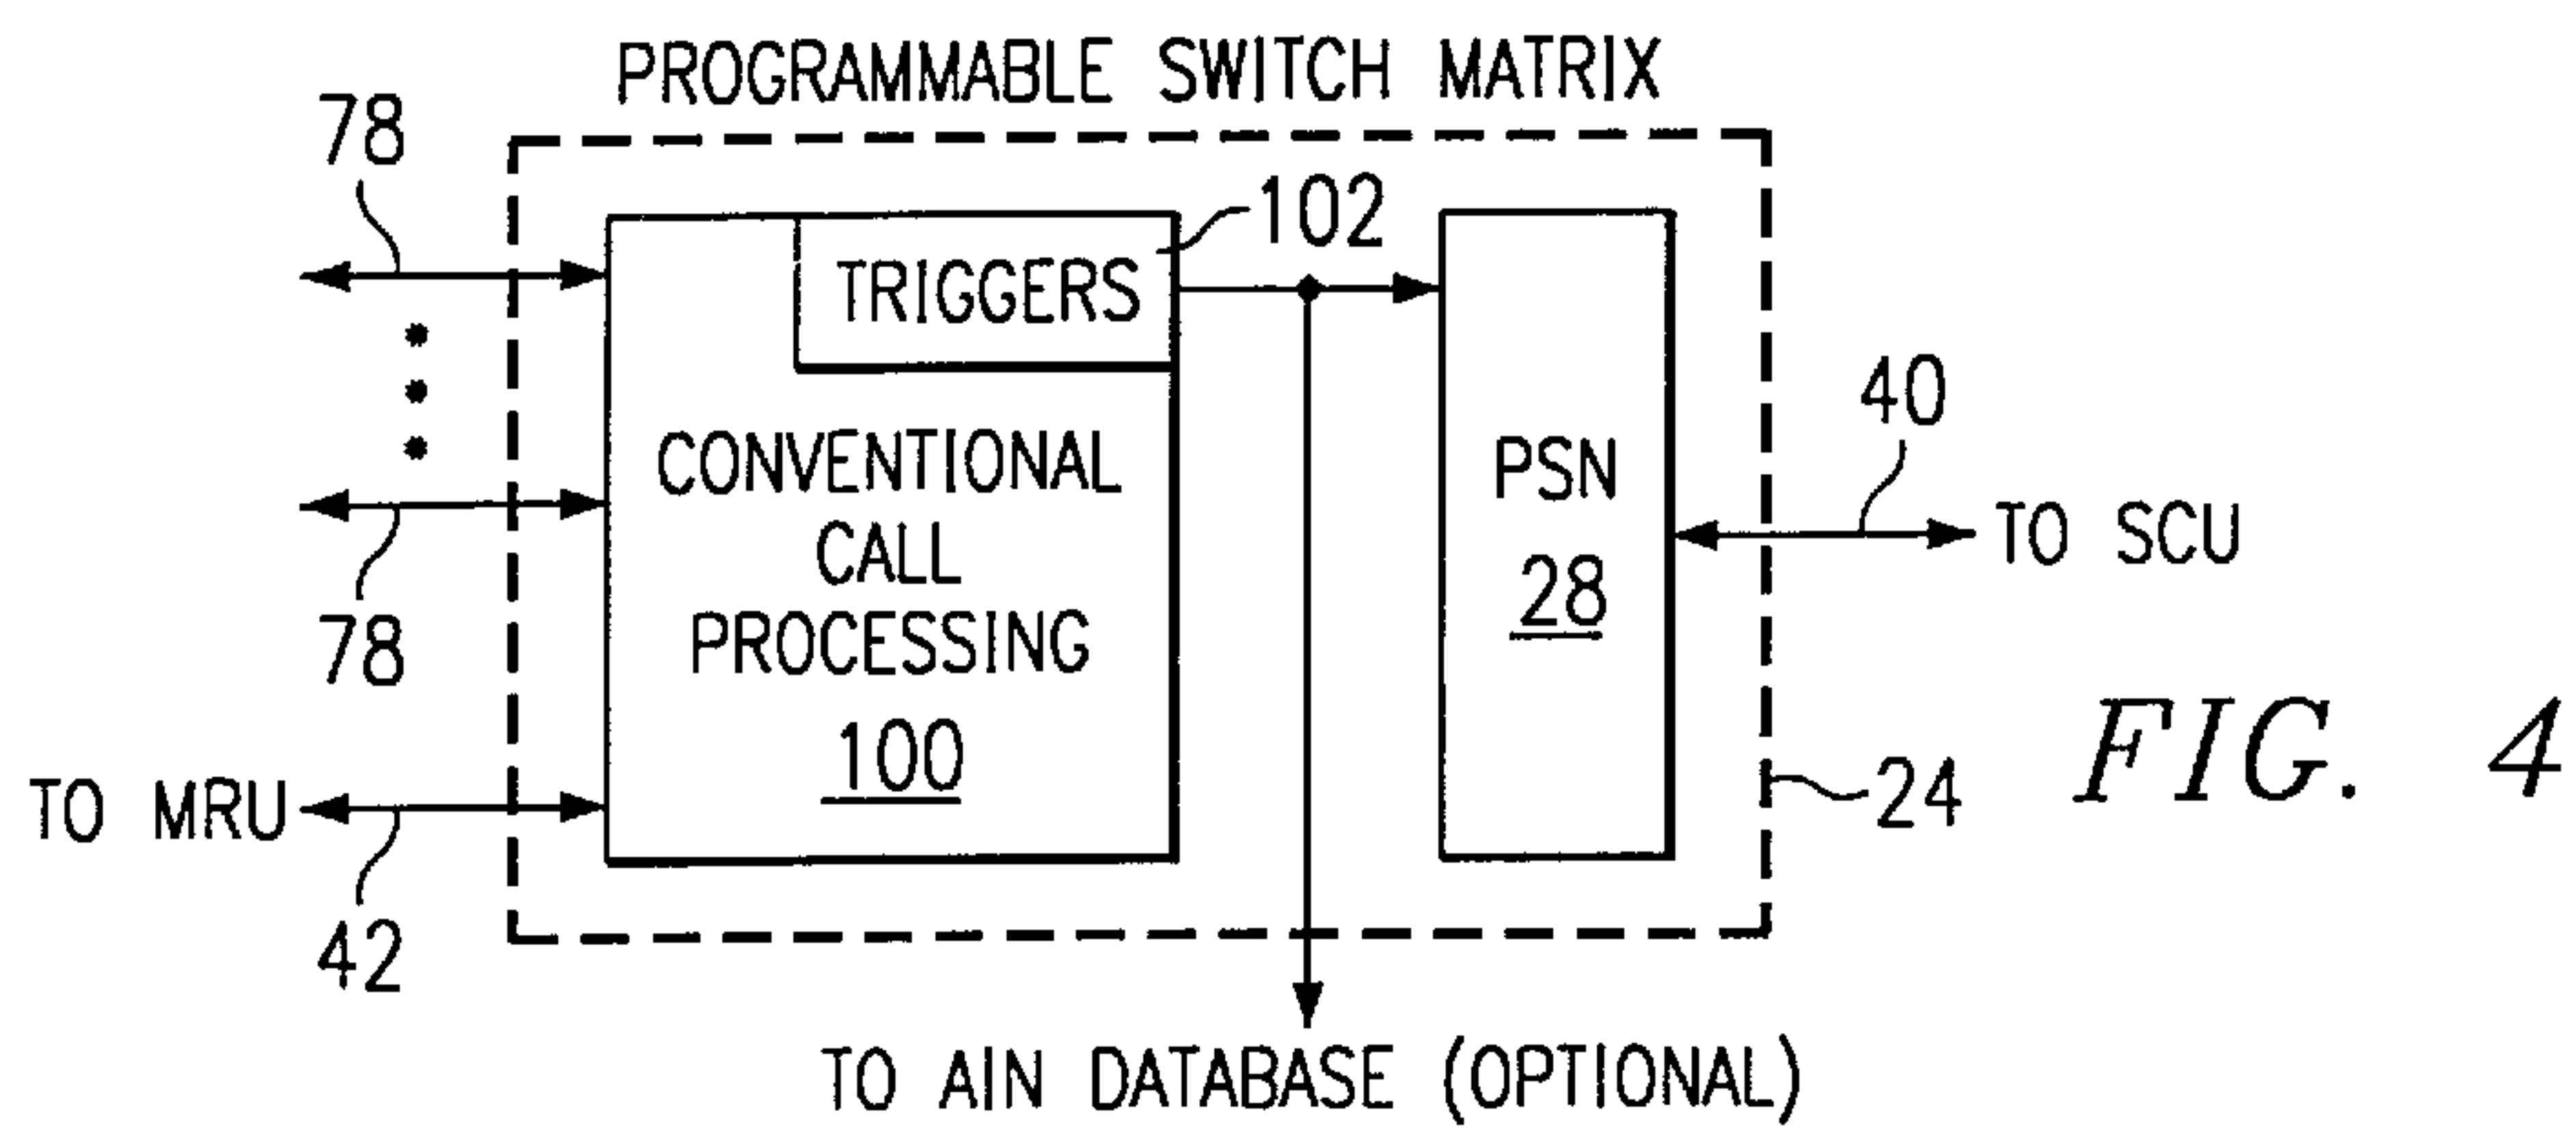 PROGRAMMABLE SWITCH MATRIX
78
102
TRIGGERS
CONVENTIONAL
CALL
PROCESSING
100
PSN
28
40
TO SCU
78
TO MRU
42
24
FIG. 4
TO AIN DATABASE (OPTIONAL)